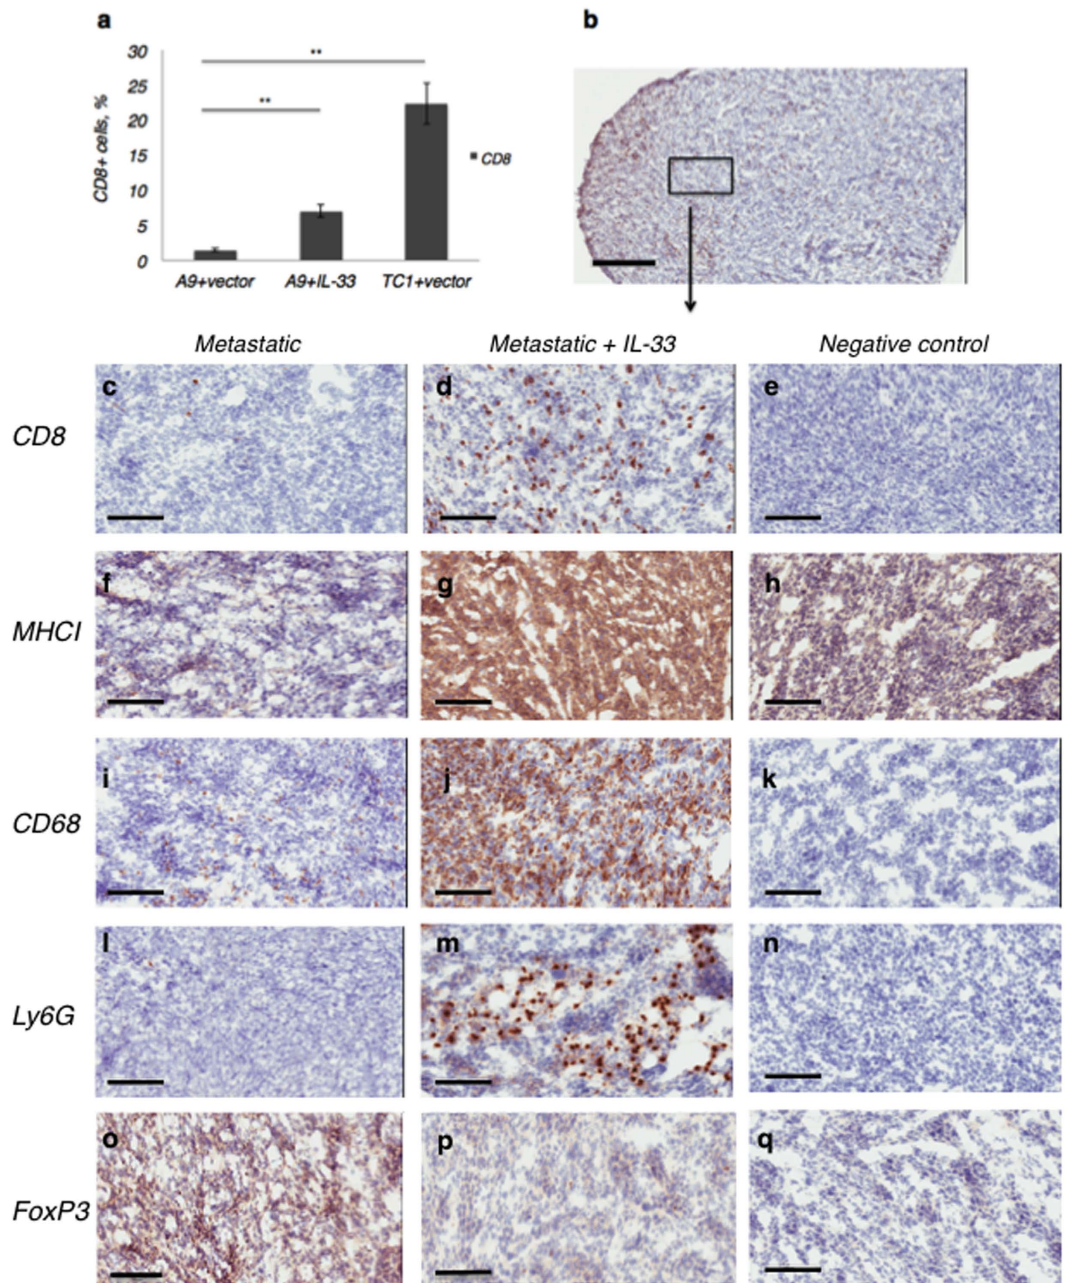 a
b
30
25
20
15
10
5
0
CD8+ cells, %
**
**
CD8
A9+vector A9+IL-33 TC1+vector
Metastatic Metastatic + IL-33 Negative control
CD8
c d e
MHCI
f g h
CD68
i j k
Ly6G
l m n
FoxP3
o p q